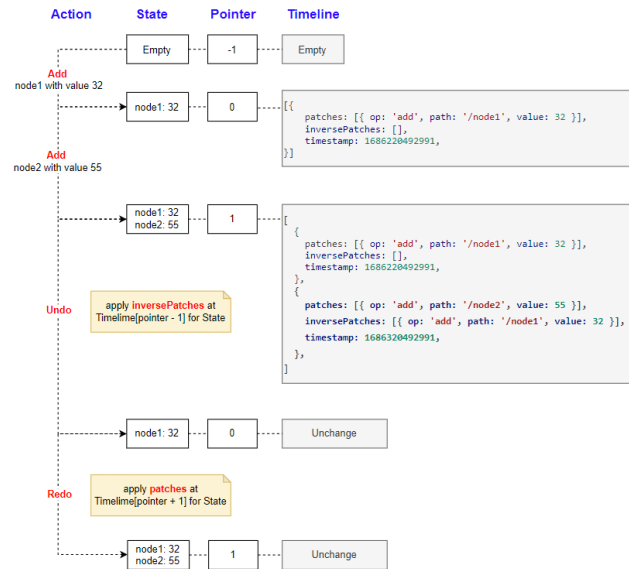 Action State Pointer Timeline
Empty -1 Empty
Add
node1 with value 32
node1: 32 0
[{
patches: [{ op: 'add', path: '/node1', value: 32 }],
inversePatches: [],
timestamp: 1686220492991,
}]
Add
node2 with value 55
node1: 32
node2: 55
1
[
{
patches: [{ op: 'add', path: '/node1', value: 32 }],
inversePatches: [],
timestamp: 1686220492991,
},
{
patches: [{ op: 'add', path: '/node2', value: 55 }],
inversePatches: [{ op: 'add', path: '/node1', value: 32 }],
timestamp: 1686320492991,
},
]
Undo
apply inversePatches at
Timelime[pointer - 1] for State
node1: 32 0 Unchange
Redo
apply patches at
Timelime[pointer + 1] for State
node1: 32
node2: 55
1 Unchange